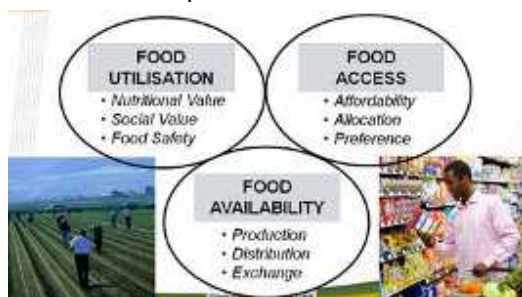 FOOD
UTILISATION
• Nutritional Value
• Social Value
• Food Safety
FOOD
ACCESS
• Affordability
• Allocation
• Preference
FOOD
AVAILABILITY
• Production
• Distribution
• Exchange